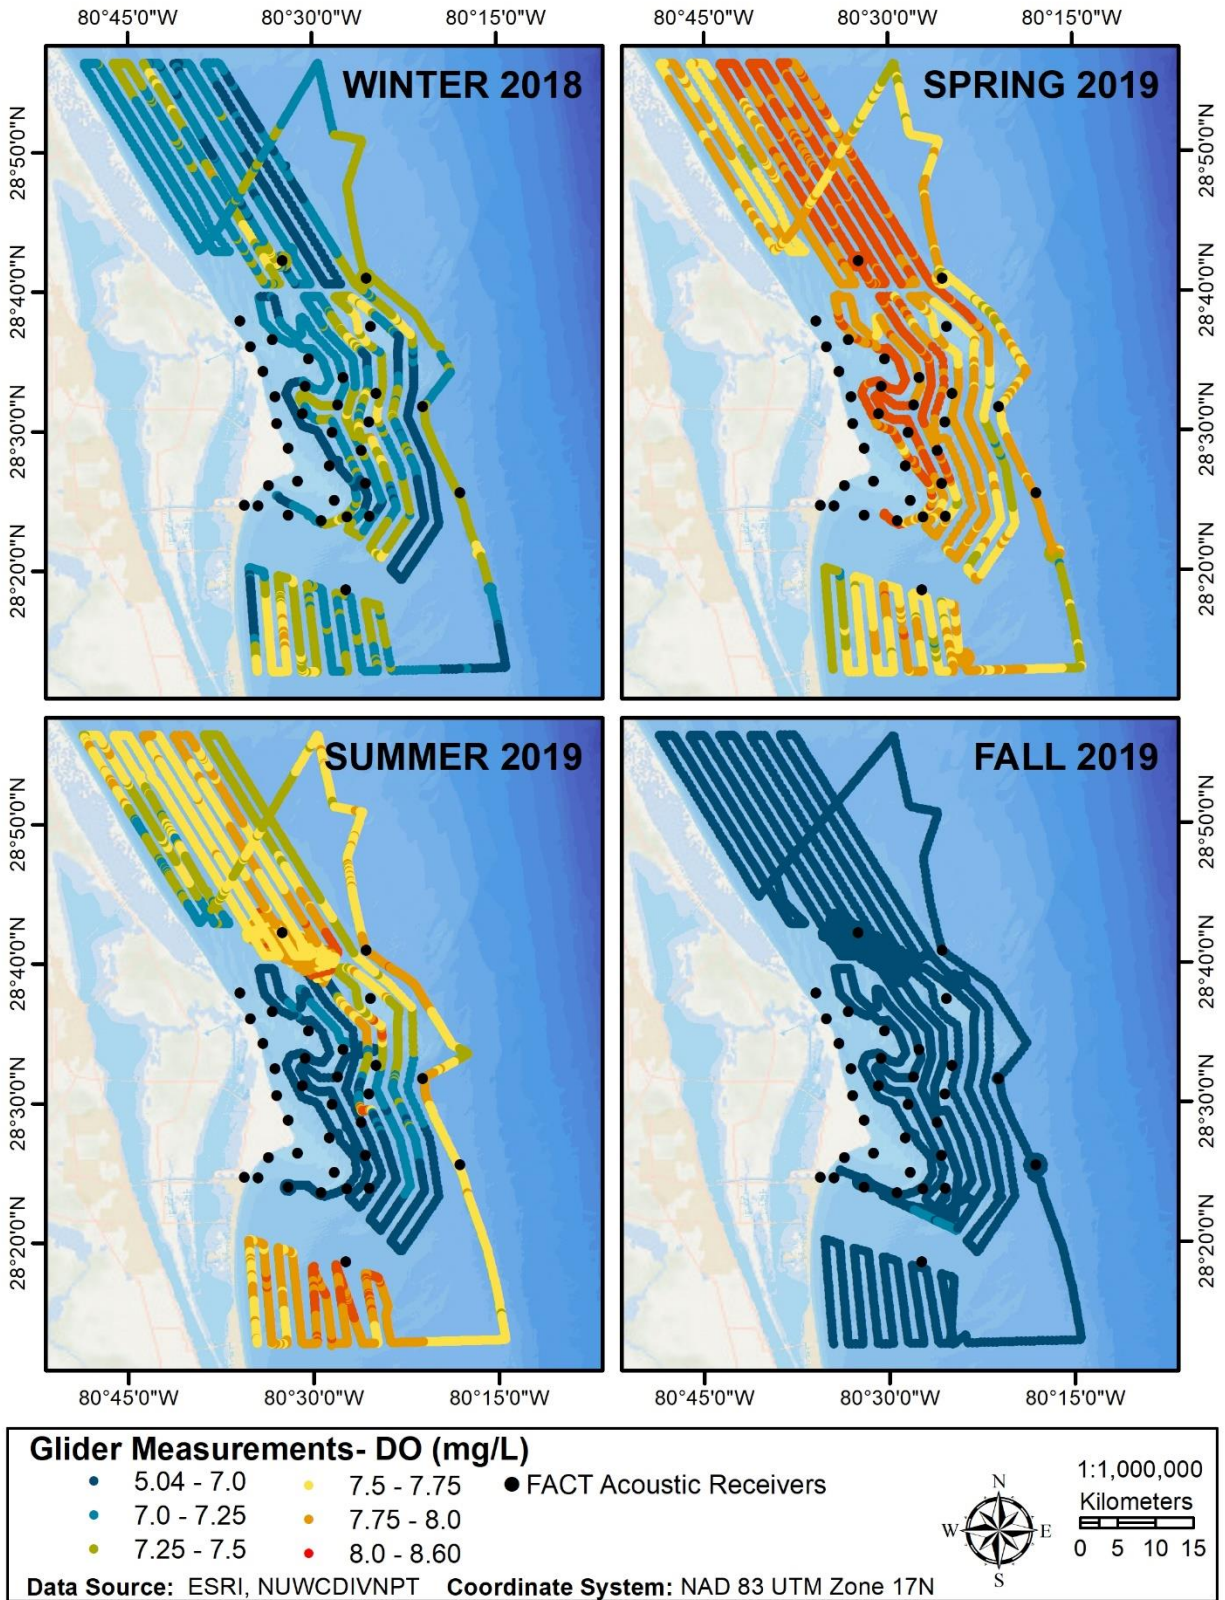 80°45'0"W 80°30'0"W 80°15'0"W 80°45'0"W 80°30'0"W 80°15'0"W
WINTER 2018
SPRING 2019
28°50'0"N
28°40'0"N
28°30'0"N
28°20'0"N
28°50'0"N
28°40'0"N
28°30'0"N
28°20'0"N
SUMMER 2019
FALL 2019
28°50'0"N
28°40'0"N
28°30'0"N
28°20'0"N
28°50'0"N
28°40'0"N
28°30'0"N
28°20'0"N
80°45'0"W 80°30'0"W 80°15'0"W 80°45'0"W 80°30'0"W 80°15'0"W
Glider Measurements- DO (mg/L)
5.04 - 7.0
7.0 - 7.25
7.25 - 7.5
7.5 - 7.75
7.75 - 8.0
8.0 - 8.60
FACT Acoustic Receivers
N
W E
S
1:1,000,000
Kilometers
0 5 10 15
Data Source: ESRI, NUWCDIVNPT Coordinate System: NAD 83 UTM Zone 17N